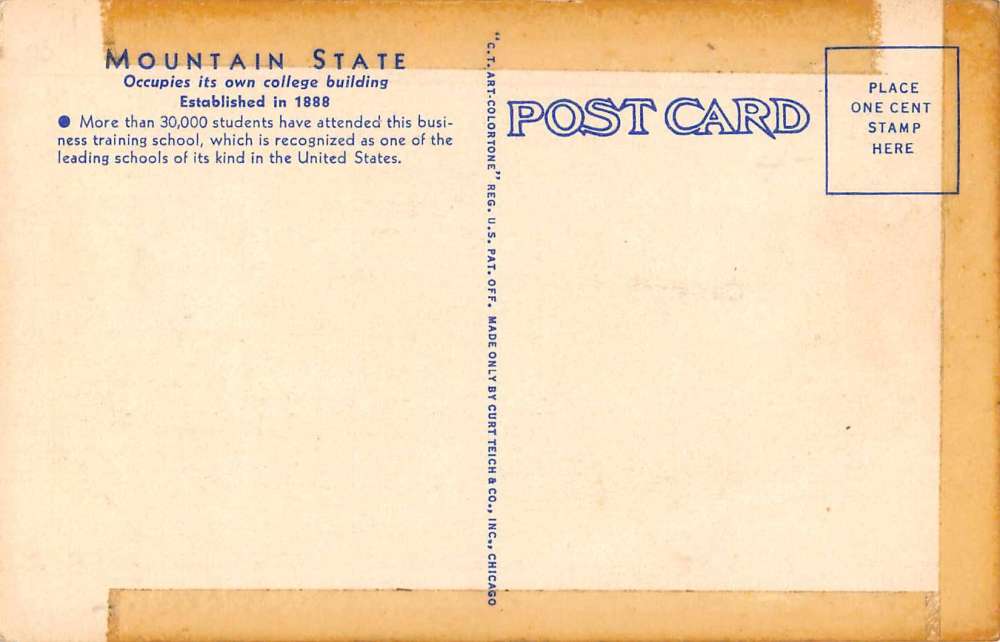 MOUNTAIN STATE
Occupies its own college building
Established in 1888
● More than 30,000 students have attended this busi-
ness training school, which is recognized as one of the
leading schools of its kind in the United States.
"C.T. ART-COLORTONE" REG. U.S. PAT. OFF. MADE ONLY BY CURT TEICH & CO., INC., CHICAGO
POST CARD
PLACE
ONE CENT
STAMP
HERE